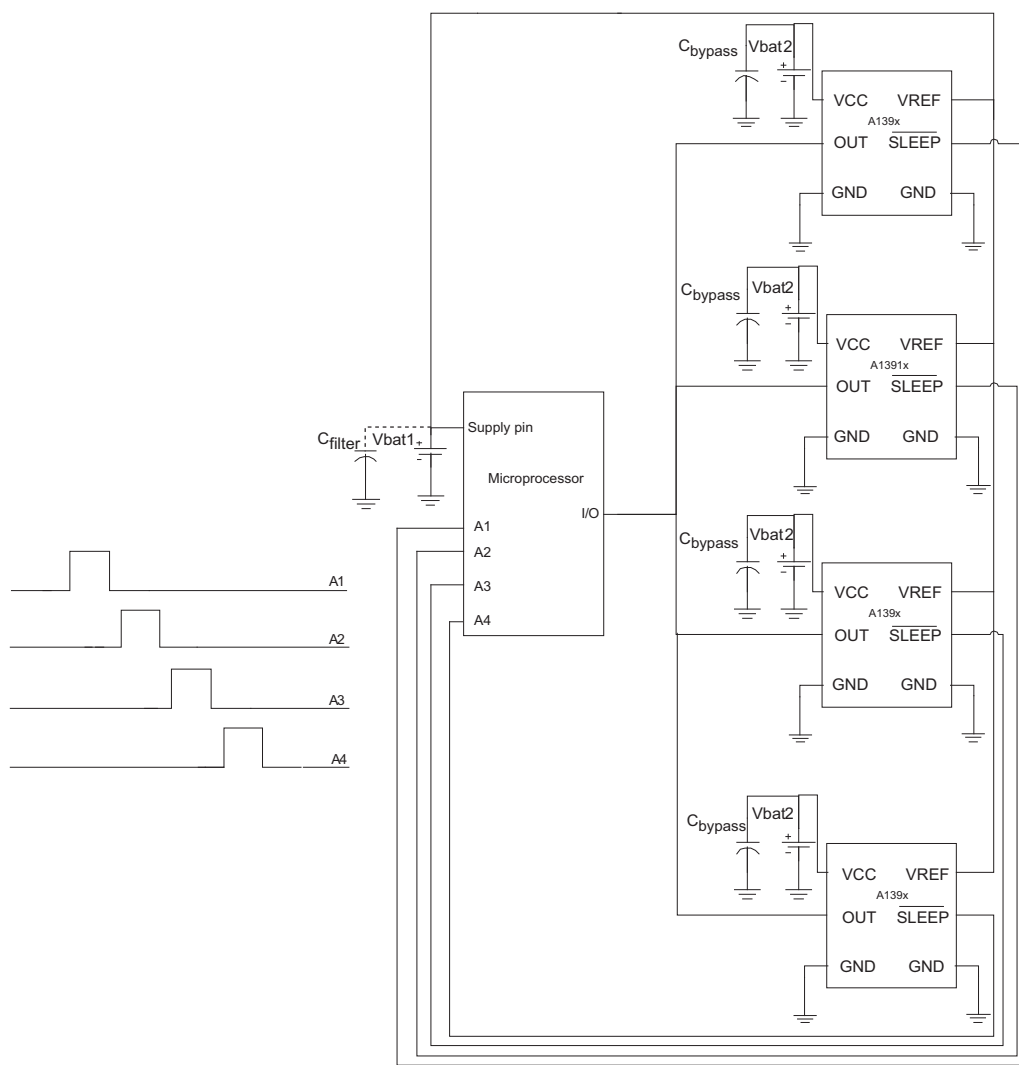 Cbypass Vbat2
+
-
VCC VREF
A139x
OUT SLEEP
GND GND
Cbypass Vbat2
+
-
VCC VREF
A1391x
OUT SLEEP
GND GND
Cfilter Vbat1 +
-
Supply pin
Microprocessor
I/O
A1
A2
A3
A4
Cbypass Vbat2
+
-
VCC VREF
A139x
OUT SLEEP
GND GND
A1
A2
A3
A4
Cbypass Vbat2
+
-
VCC VREF
A139x
OUT SLEEP
GND GND